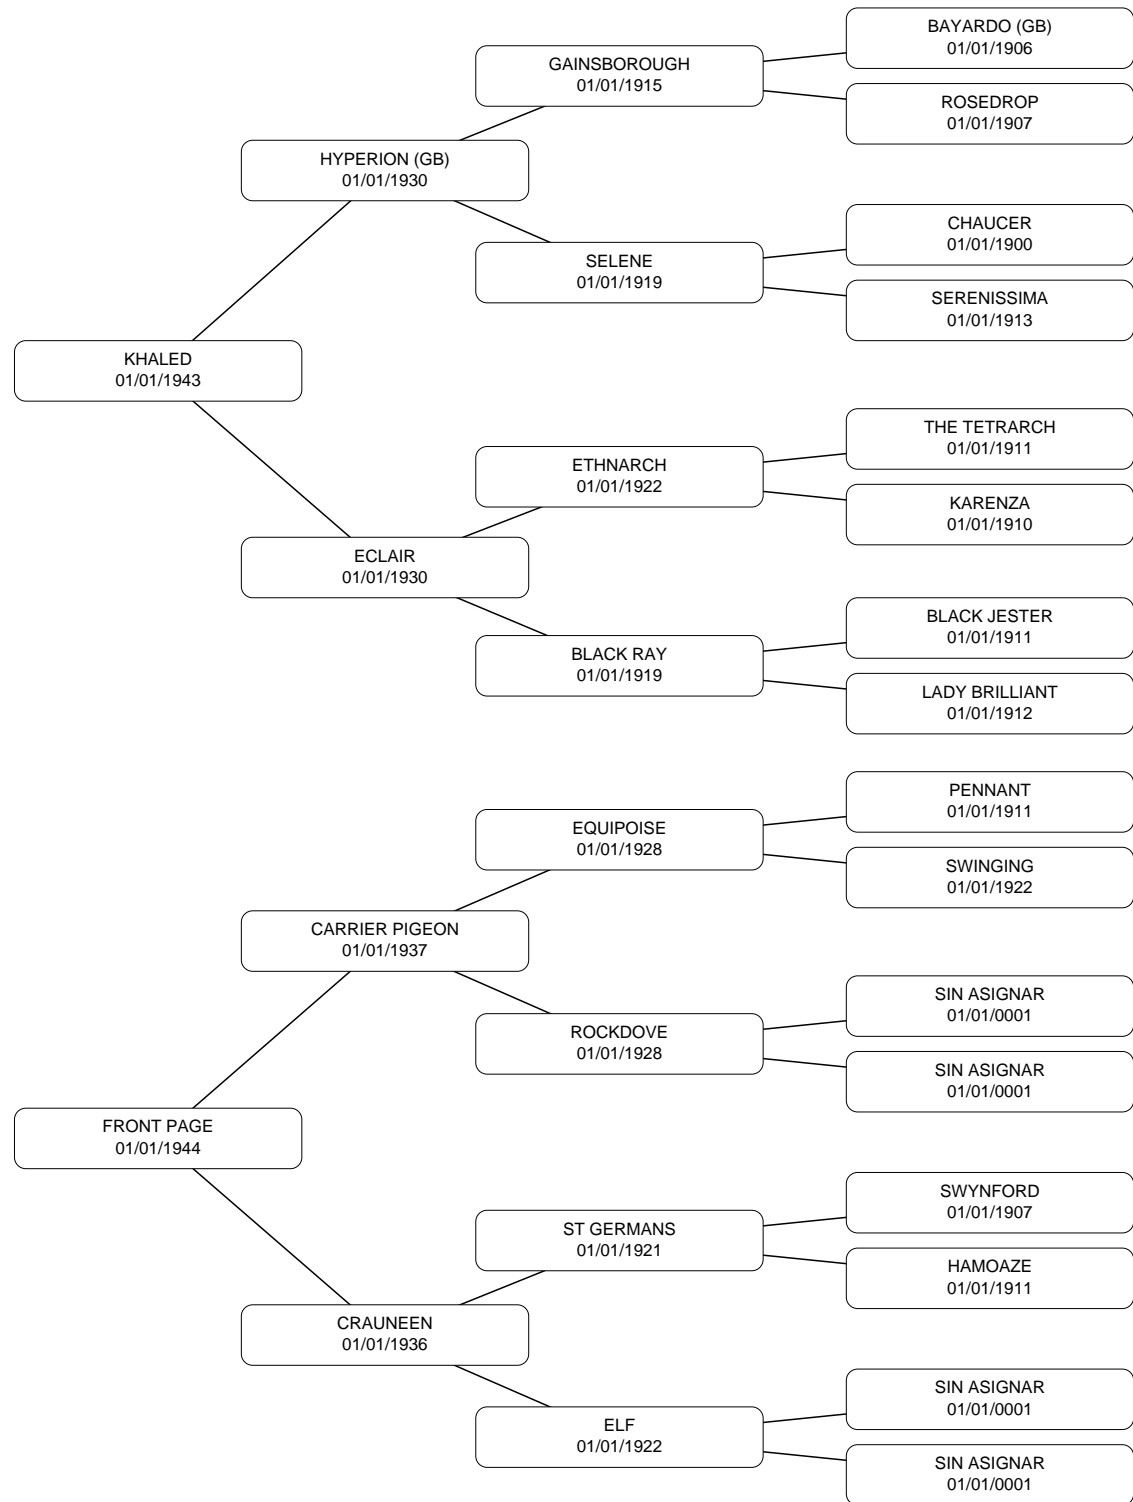 BAYARDO (GB)
01/01/1906
GAINSBOROUGH
01/01/1915
ROSEDROP
01/01/1907
HYPERION (GB)
01/01/1930
CHAUCER
01/01/1900
SELENE
01/01/1919
SERENISSIMA
01/01/1913
KHALED
01/01/1943
THE TETRARCH
01/01/1911
ETHNARCH
01/01/1922
KARENZA
01/01/1910
ECLAIR
01/01/1930
BLACK JESTER
01/01/1911
BLACK RAY
01/01/1919
LADY BRILLIANT
01/01/1912
PENNANT
01/01/1911
EQUIPOISE
01/01/1928
SWINGING
01/01/1922
CARRIER PIGEON
01/01/1937
SIN ASIGNAR
01/01/0001
ROCKDOVE
01/01/1928
SIN ASIGNAR
01/01/0001
FRONT PAGE
01/01/1944
SWYNFORD
01/01/1907
ST GERMANS
01/01/1921
HAMOAZE
01/01/1911
CRAUNEEN
01/01/1936
SIN ASIGNAR
01/01/0001
ELF
01/01/1922
SIN ASIGNAR
01/01/0001